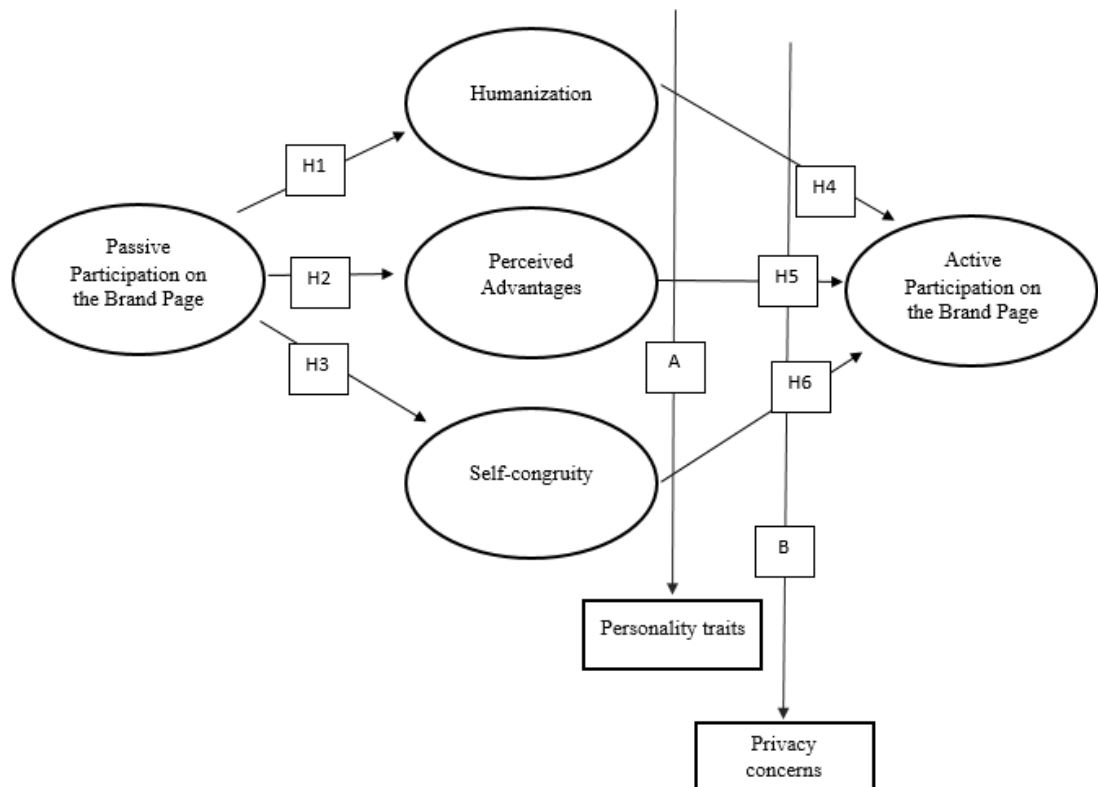 Humanization
H1
H4
Passive
Participation on
the Brand Page
H2
Perceived
Advantages
H5
Active
Participation on
the Brand Page
H3
A
H6
Self-congruity
B
Personality traits
Privacy
concerns